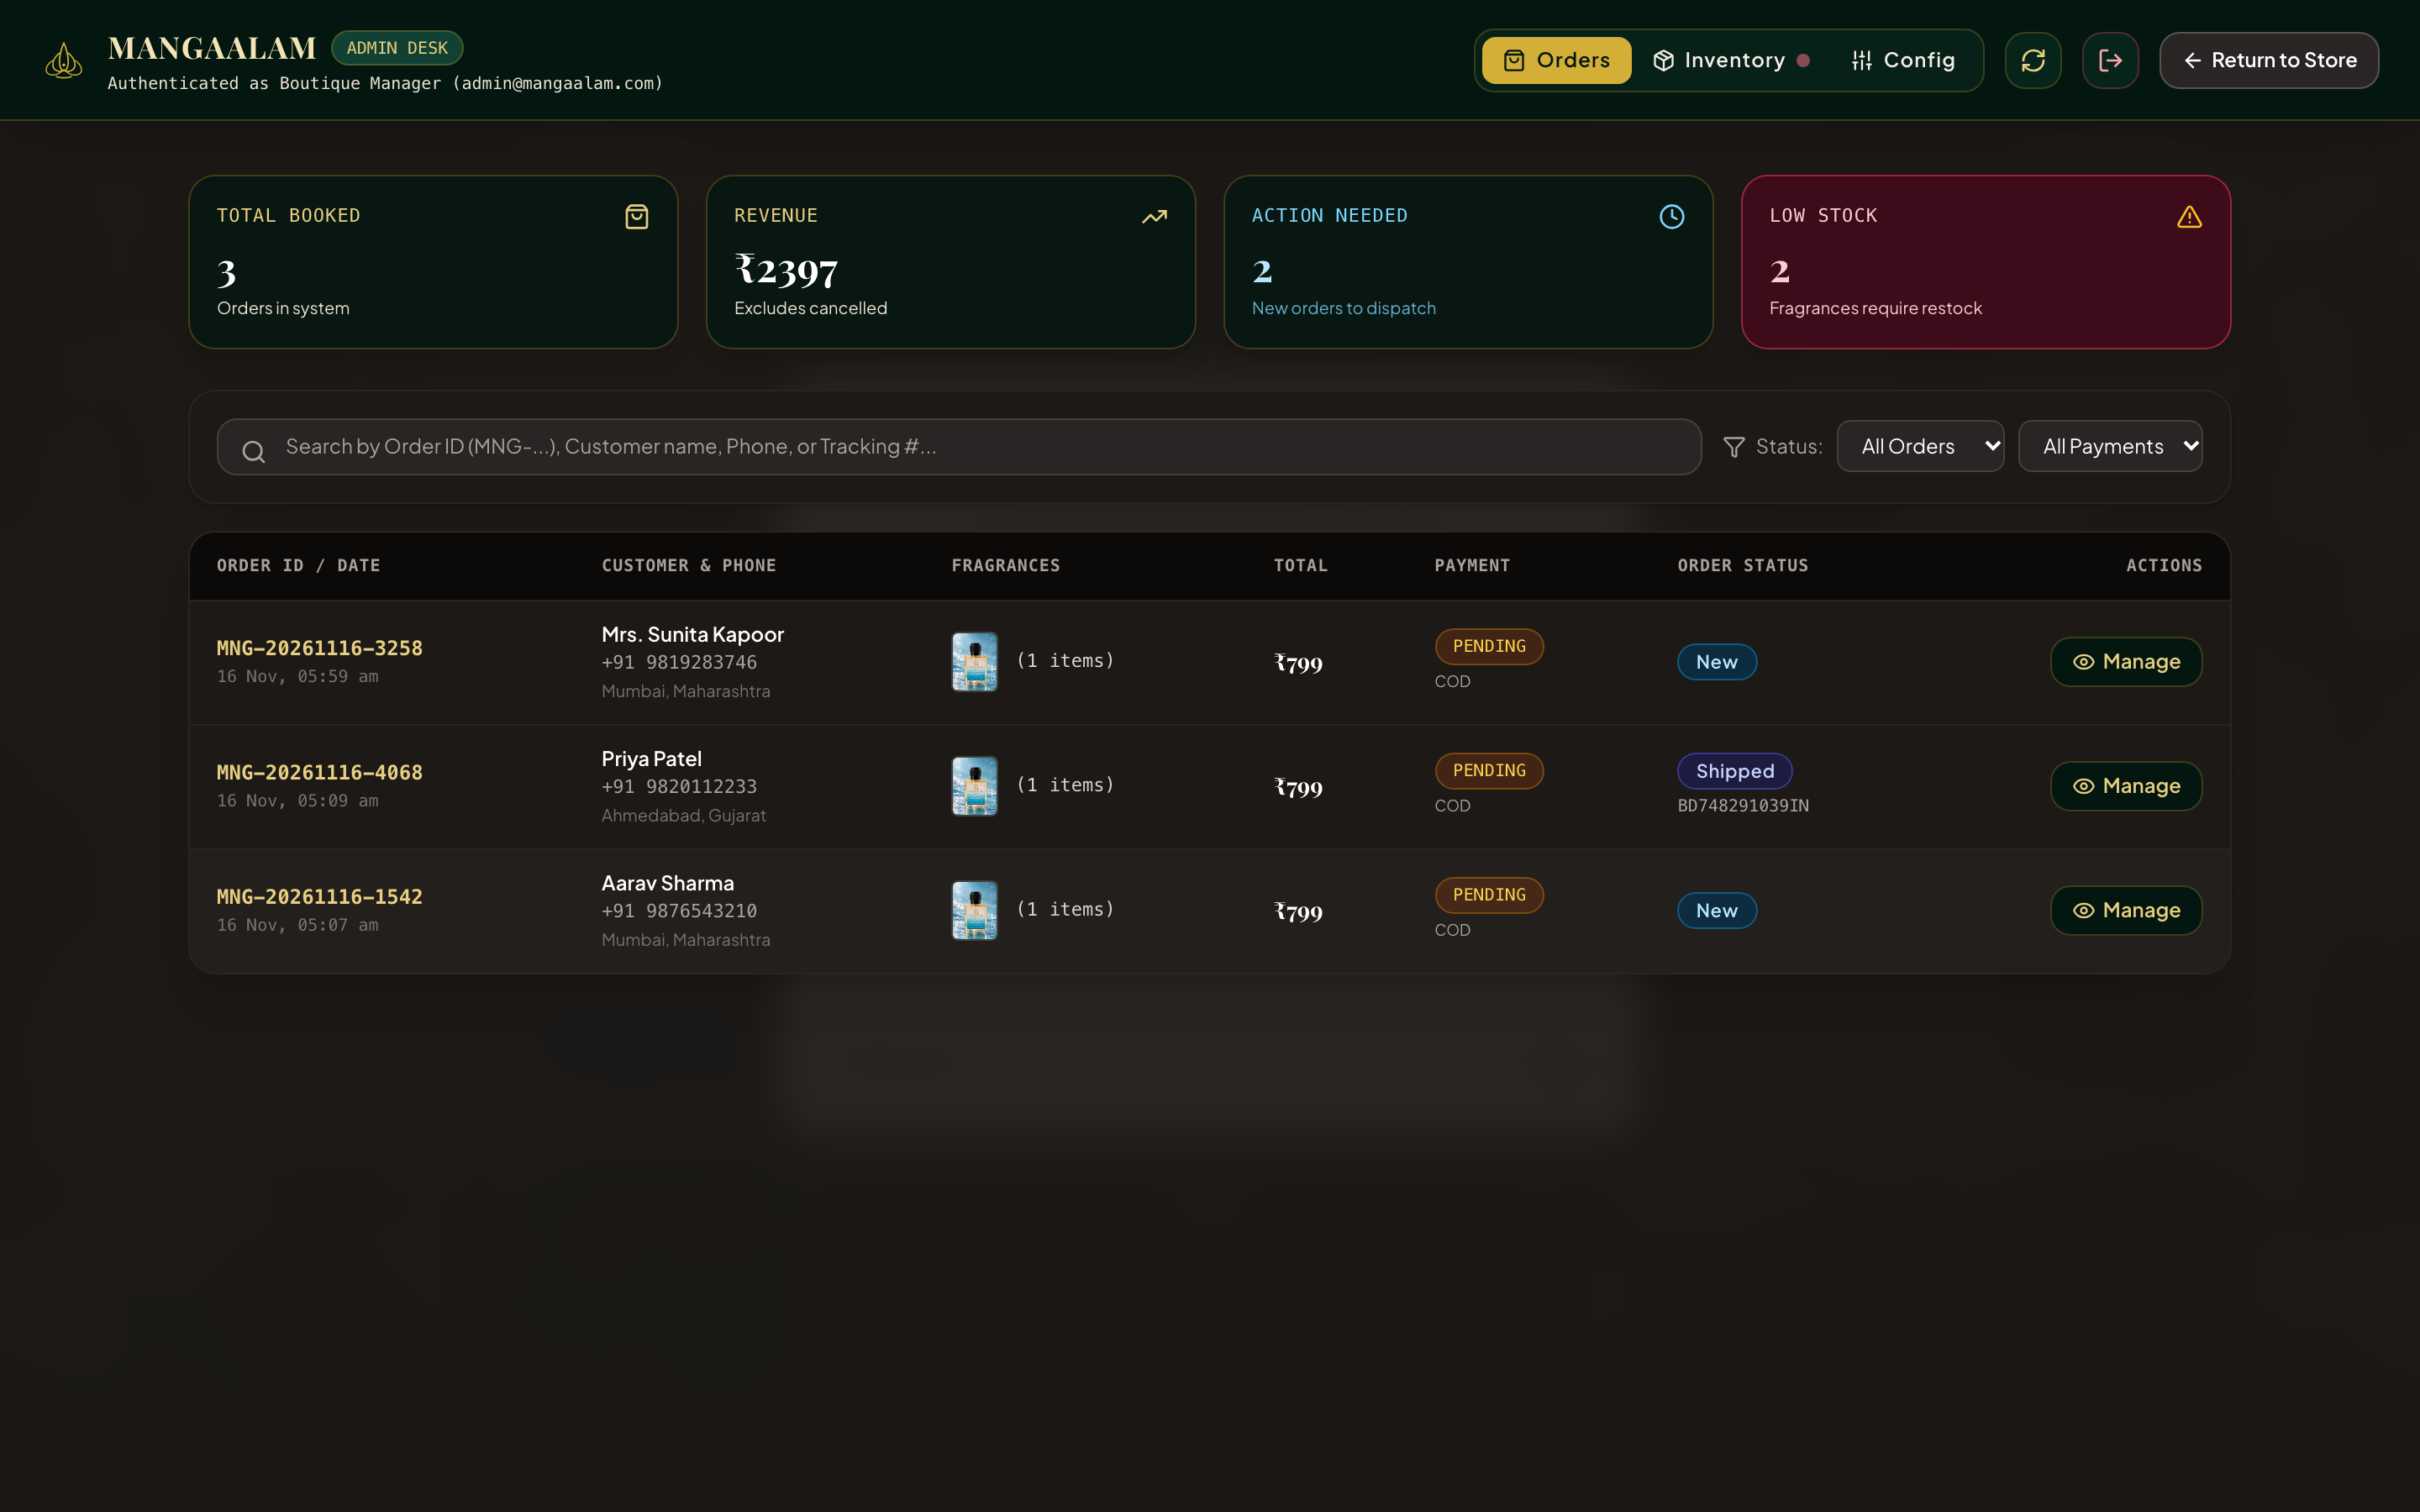 MANGAALAM ADMIN DESK
Authenticated as Boutique Manager (admin@mangaalam.com)
Orders Inventory Config Return to Store
TOTAL BOOKED
3
Orders in system
REVENUE
₹2397
Excludes cancelled
ACTION NEEDED
2
New orders to dispatch
LOW STOCK
2
Fragrances require restock
Search by Order ID (MNG-...), Customer name, Phone, or Tracking #...
Status: All Orders All Payments
ORDER ID / DATE CUSTOMER & PHONE FRAGRANCES TOTAL PAYMENT ORDER STATUS ACTIONS
MNG-20261116-3258
16 Nov, 05:59 am
Mrs. Sunita Kapoor
+91 9819283746
Mumbai, Maharashtra
(1 items)
₹799
PENDING
COD
New
Manage
MNG-20261116-4068
16 Nov, 05:09 am
Priya Patel
+91 9820112233
Ahmedabad, Gujarat
(1 items)
₹799
PENDING
COD
Shipped
BD748291039IN
Manage
MNG-20261116-1542
16 Nov, 05:07 am
Aarav Sharma
+91 9876543210
Mumbai, Maharashtra
(1 items)
₹799
PENDING
COD
New
Manage